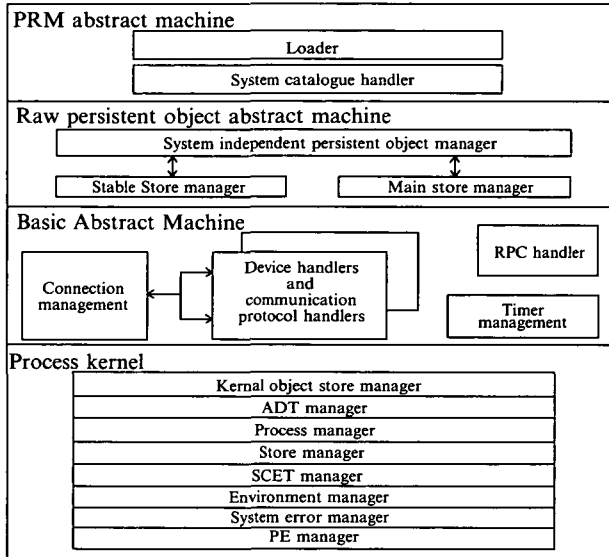 PRM abstract machine
Loader
System catalogue handler
Raw persistent object abstract machine
System independent persistent object manager
Stable Store manager
Main store manager
Basic Abstract Machine
Connection
management
Device handlers
and
communication
protocol handlers
RPC handler
Timer
management
Process kernel
Kernal object store manager
ADT manager
Process manager
Store manager
SCET manager
Environment manager
System error manager
PE manager